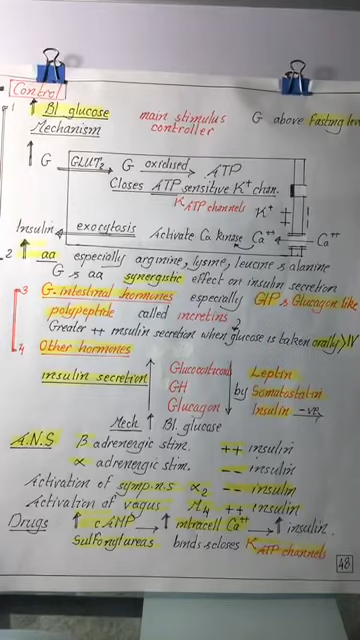 Control
1 ↑ Bl glucose main stimulus controller G above Fasting lev
Mechanism
↑ G GLUT2 G oxidised ATP
Closes ATP sensitive K+ chan.
K ATP channels K+ ++
Insulin exocytosis Activate Ca kinase Ca++ Ca++
2 ↑ aa especially arginine, lysine, leucine & alanine
G & aa synergistic effect on insulin secretion
3 G-intestinal hormones especially GIP & Glucagon like
polypeptide called incretins
Greater ++ insulin secretion when glucose is taken orally > IV
4 Other hormones
insulin secretion ↑ Glucocorticoids ↓ by Leptin
GH Somatostatin
Glucagon Insulin -ve
Mech ↑ Bl. glucose
A.N.S β adrenergic stim. ++ insulin
α adrenergic stim. -- insulin
Activation of symp.n.s α2 -- insulin
Activation of vagus M4 ++ insulin
Drugs ↑ cAMP → ↑ intracell Ca++ → ↑ insulin.
Sulfonylureas binds & closes K ATP channels
48